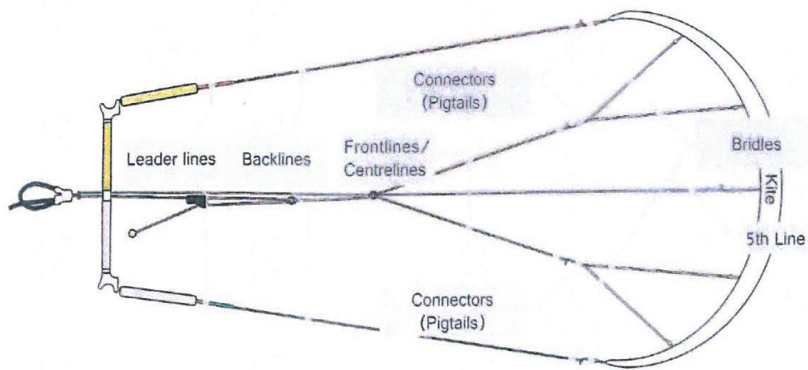 Connectors
(Pigtails)
Leader lines
Backlines
Frontlines/
Centrelines
Bridles
Kite
5th Line
Connectors
(Pigtails)